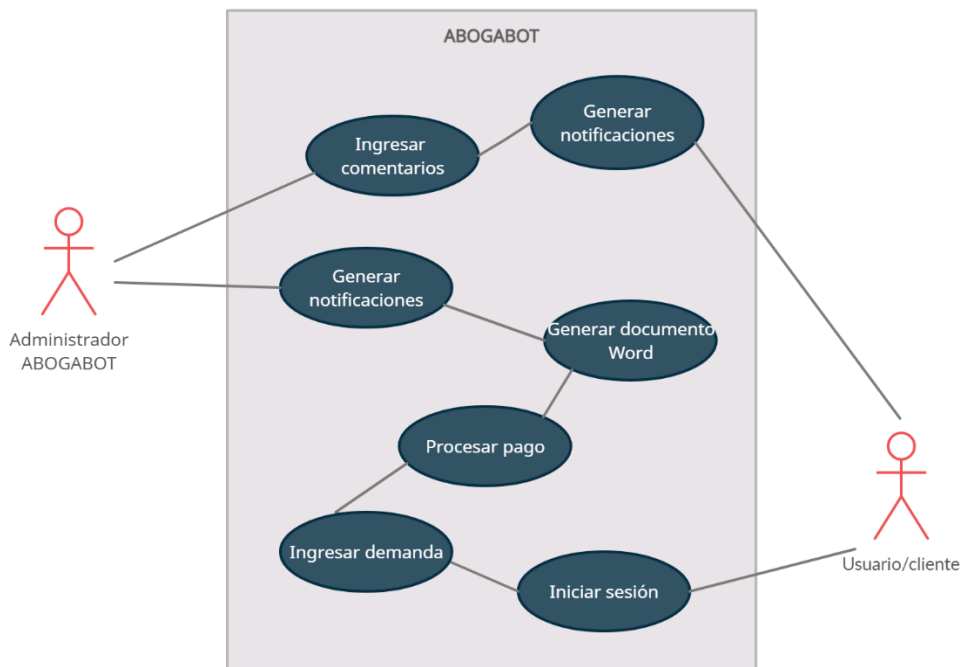 ABOGABOT
Generar
notificaciones
Ingresar
comentarios
Generar
notificaciones
Administrador
ABOGABOT
Generar documento
Word
Procesar pago
Ingresar demanda
Iniciar sesión
Usuario/cliente